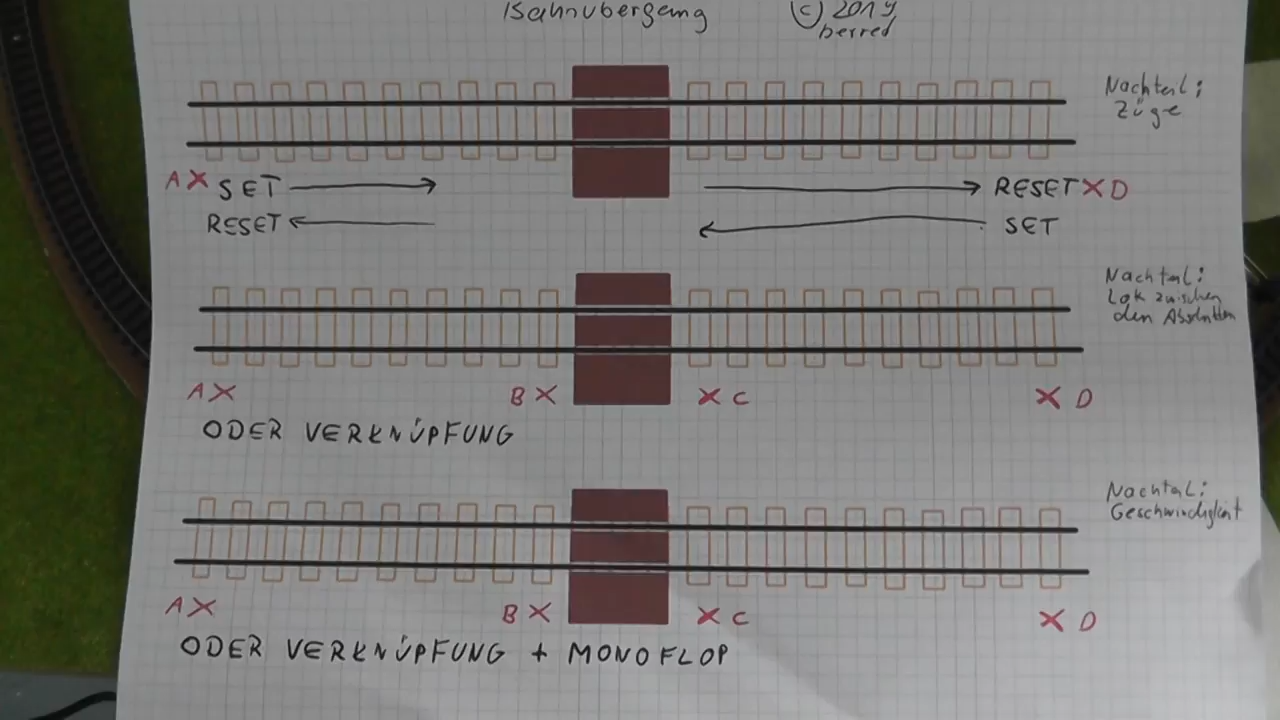 Bahnübergang
(c) 2019
berred
Nachteil:
Züge
A X SET
RESET X D
RESET
SET
Nachteil:
Lok zwischen
den Abschnitten
A X
B X
X C
X D
ODER VERKNÜPFUNG
Nachteil:
Geschwindigkeit
A X
B X
X C
X D
ODER VERKNÜPFUNG + MONOFLOP